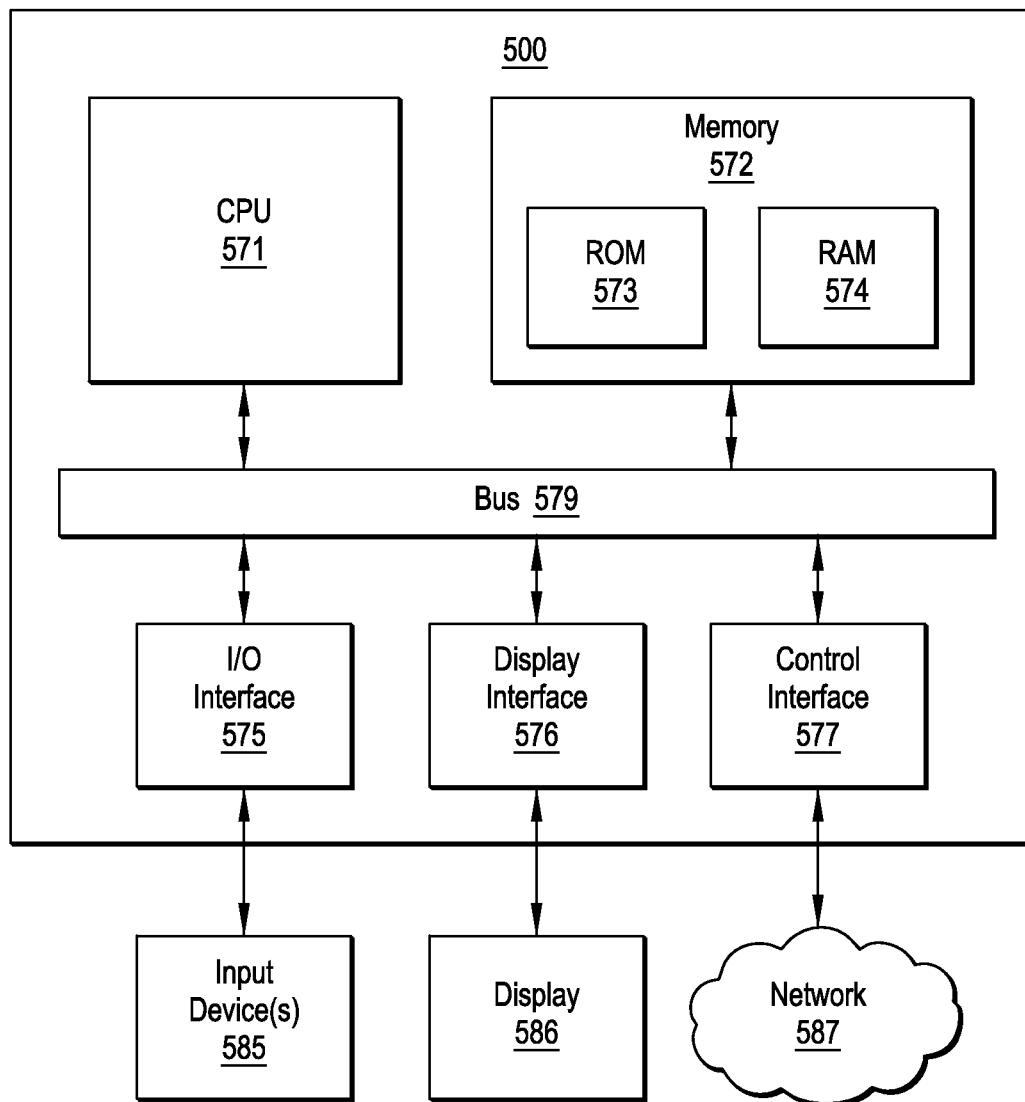 500
CPU
571
Memory
572
ROM
573
RAM
574
Bus 579
I/O
Interface
575
Display
Interface
576
Control
Interface
577
Input
Device(s)
585
Display
586
Network
587